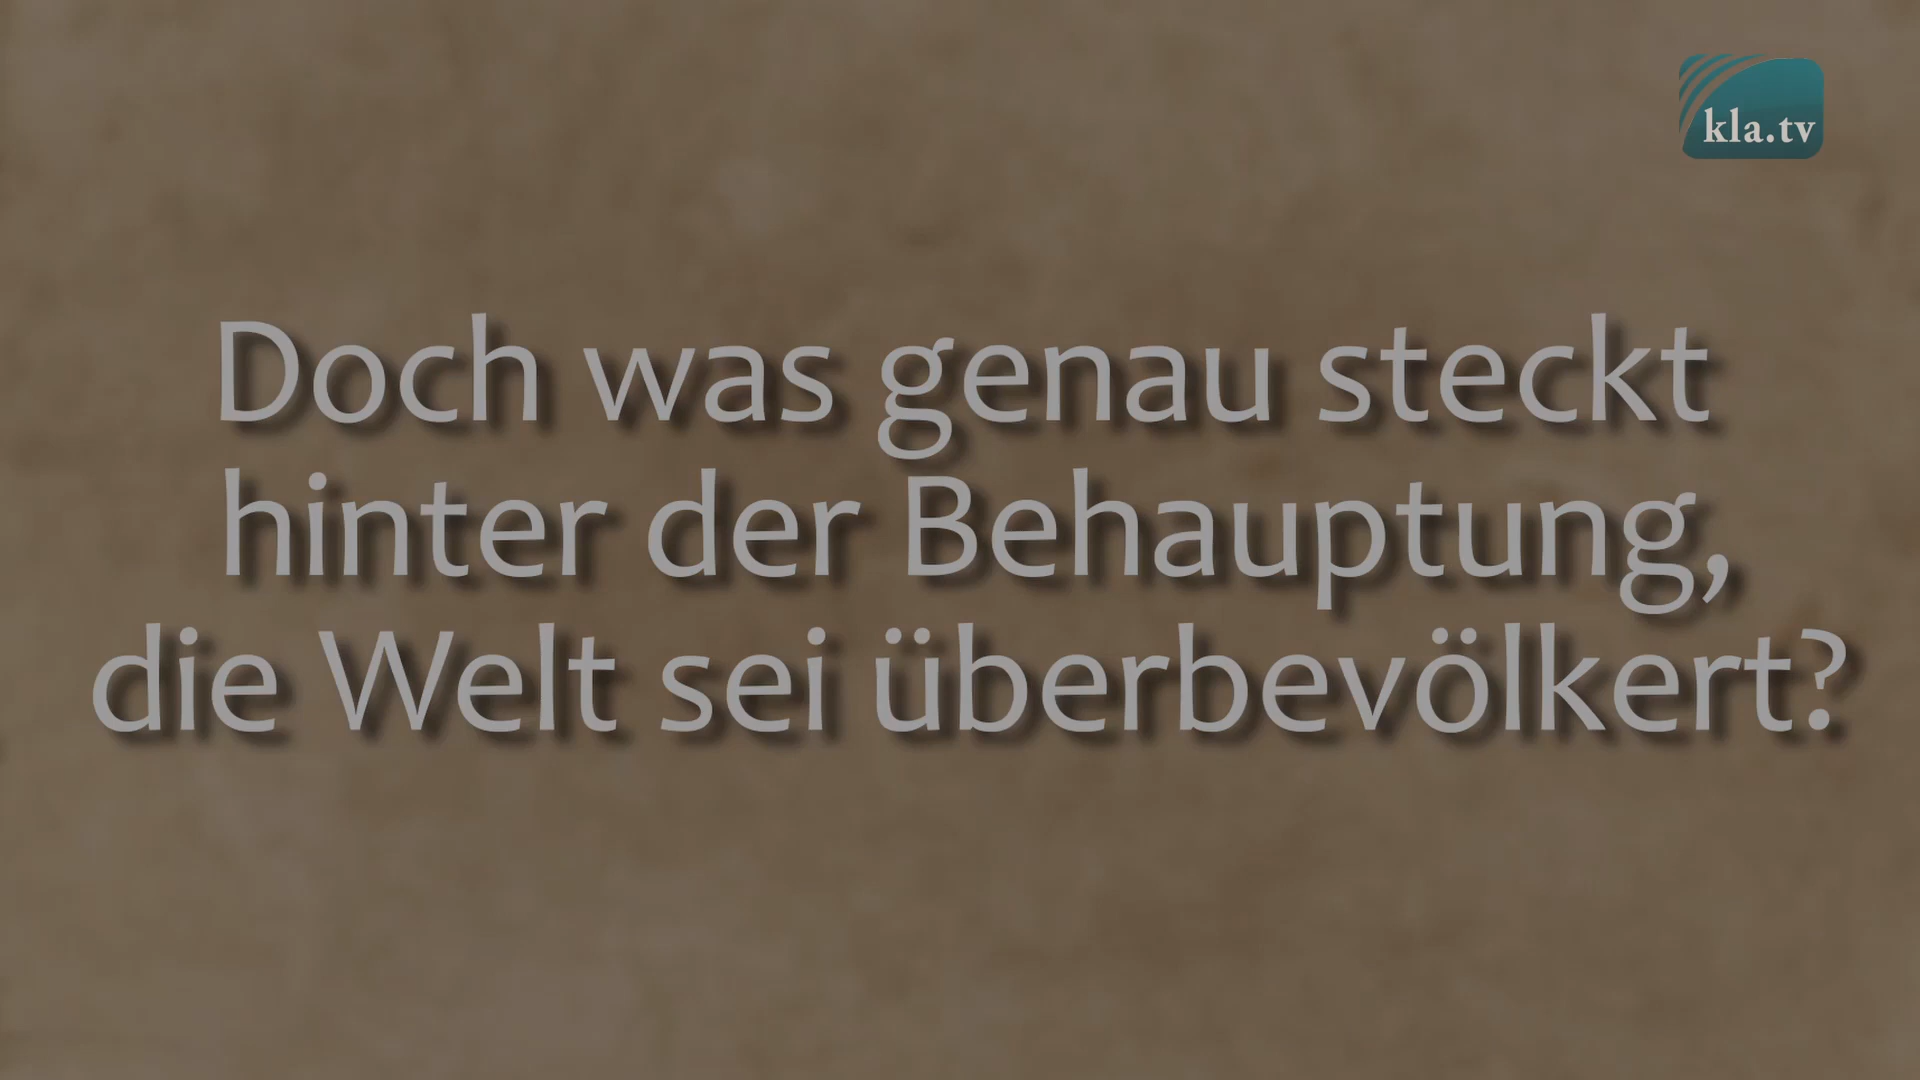 kla.tv
Doch was genau steckt
hinter der Behauptung,
die Welt sei überbevölkert?